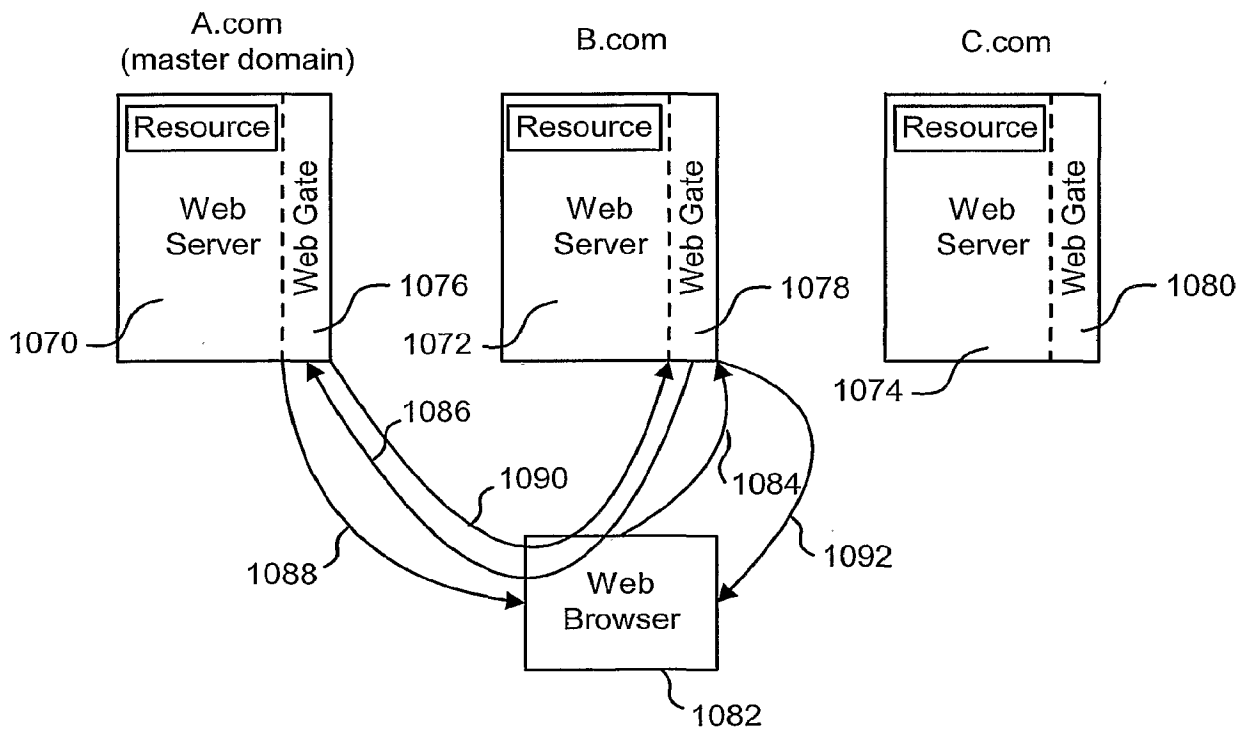 A.com
(master domain)
B.com
C.com
Resource
Web
Server
Web Gate
Resource
Web
Server
Web Gate
Resource
Web
Server
Web Gate
1070
1076
1072
1078
1074
1080
1086
1090
1084
1088
1092
Web
Browser
1082